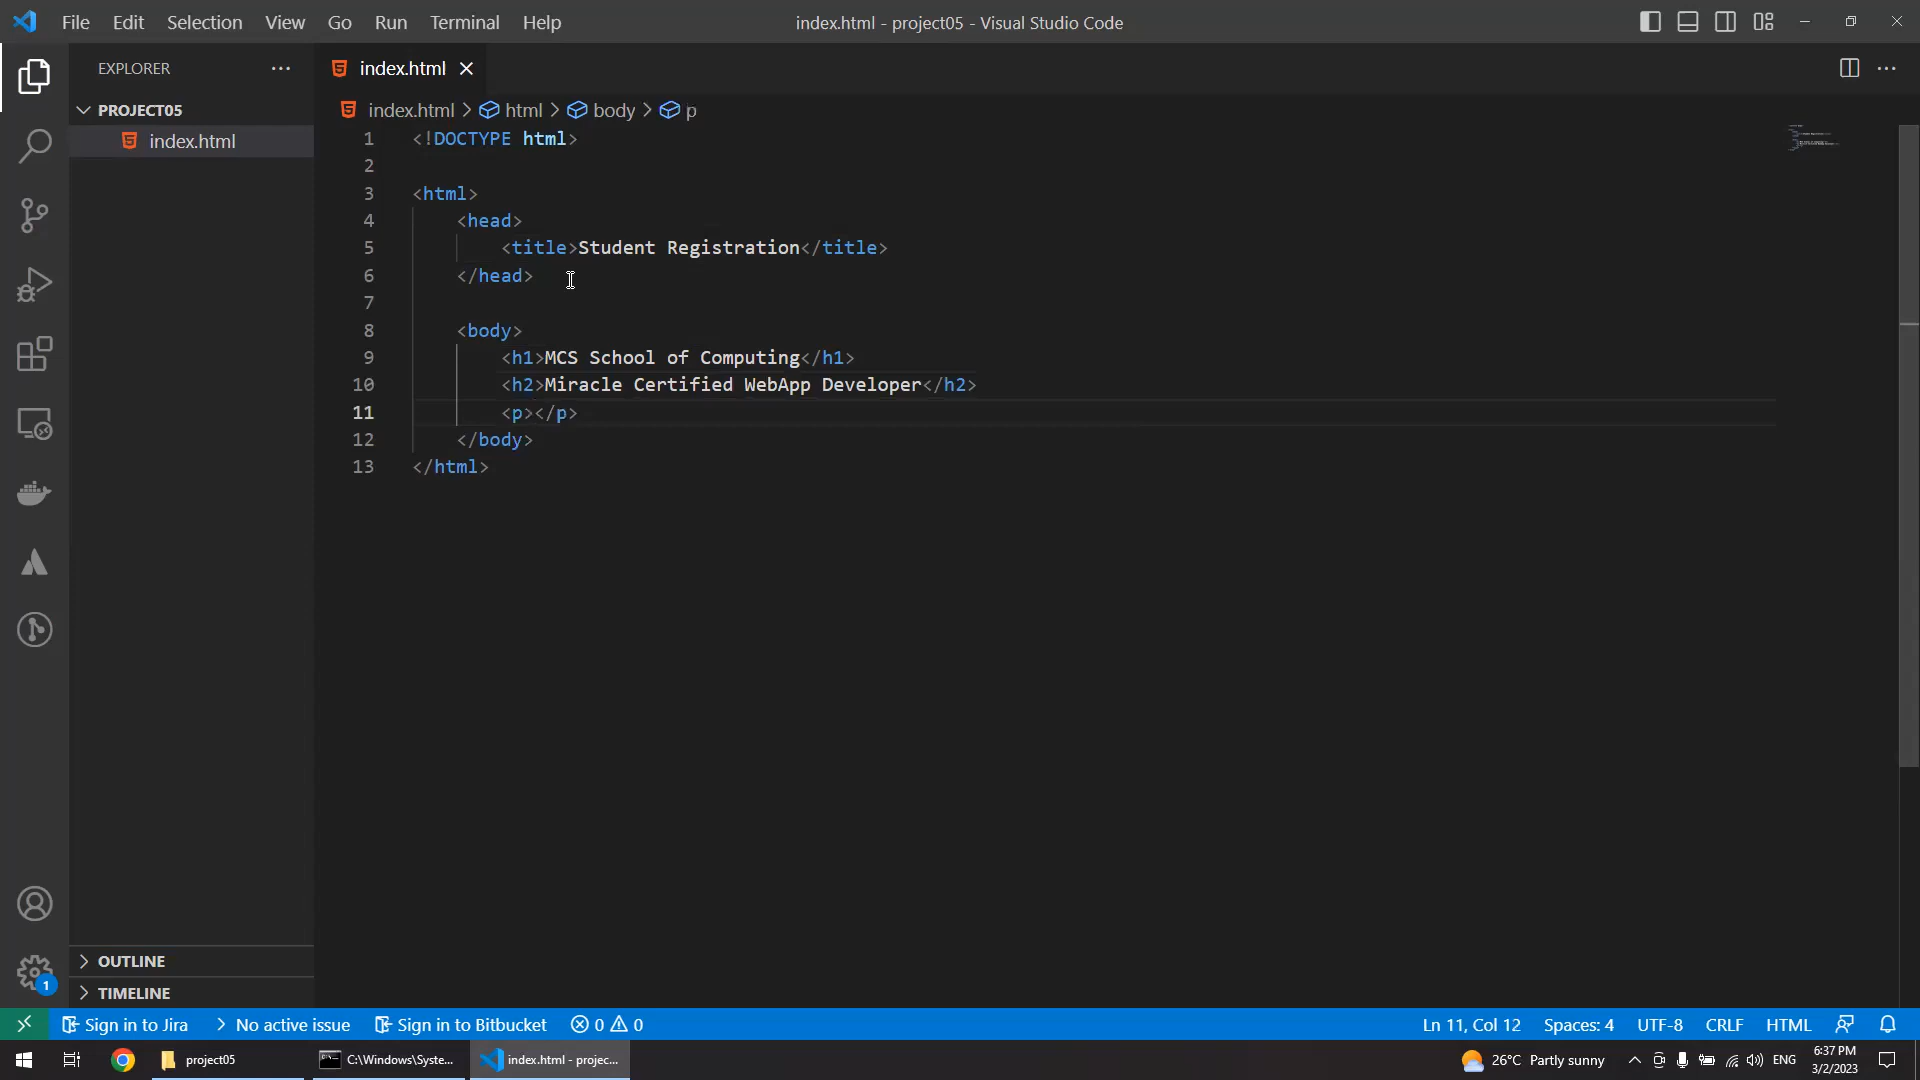 File Edit Selection View Go Run Terminal Help
index.html - project05 - Visual Studio Code
EXPLORER
index.html
PROJECT05
index.html
index.html > html > body > p
1 <!DOCTYPE html>
2
3 <html>
4 <head>
5 <title>Student Registration</title>
6 </head>
7
8 <body>
9 <h1>MCS School of Computing</h1>
10 <h2>Miracle Certified WebApp Developer</h2>
11 <p></p>
12 </body>
13 </html>
OUTLINE
TIMELINE
1
Sign in to Jira
No active issue
Sign in to Bitbucket
0 0
Ln 11, Col 12
Spaces: 4
UTF-8
CRLF
HTML
project05
C:\Windows\Syste...
index.html - projec...
26°C Partly sunny
ENG
6:37 PM
3/2/2023